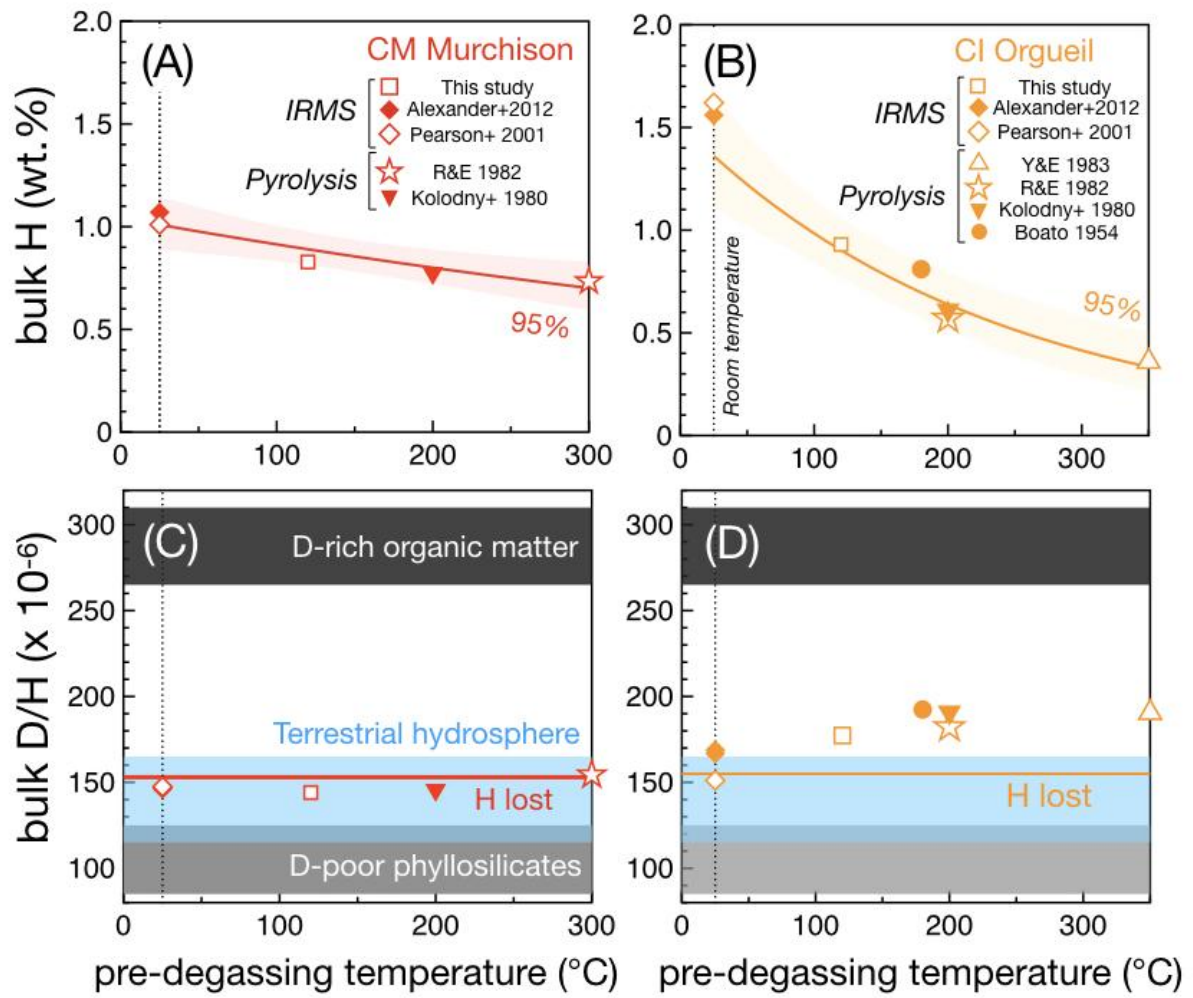 (A)
CM Murchison
IRMS
This study
Alexander+2012
Pearson+ 2001
Pyrolysis
R&E 1982
Kolodny+ 1980
95%
bulk H (wt.%)
2.0
1.5
1.0
0.5
0
0 100 200 300
(B)
CI Orgueil
IRMS
This study
Alexander+2012
Pearson+ 2001
Pyrolysis
Y&E 1983
R&E 1982
Kolodny+ 1980
Boato 1954
Room temperature
95%
2.0
1.5
1.0
0.5
0
0 100 200 300
(C)
D-rich organic matter
Terrestrial hydrosphere
H lost
D-poor phyllosilicates
bulk D/H (x 10-6)
300
250
200
150
100
0 100 200 300
pre-degassing temperature (°C)
(D)
H lost
300
250
200
150
100
0 100 200 300
pre-degassing temperature (°C)